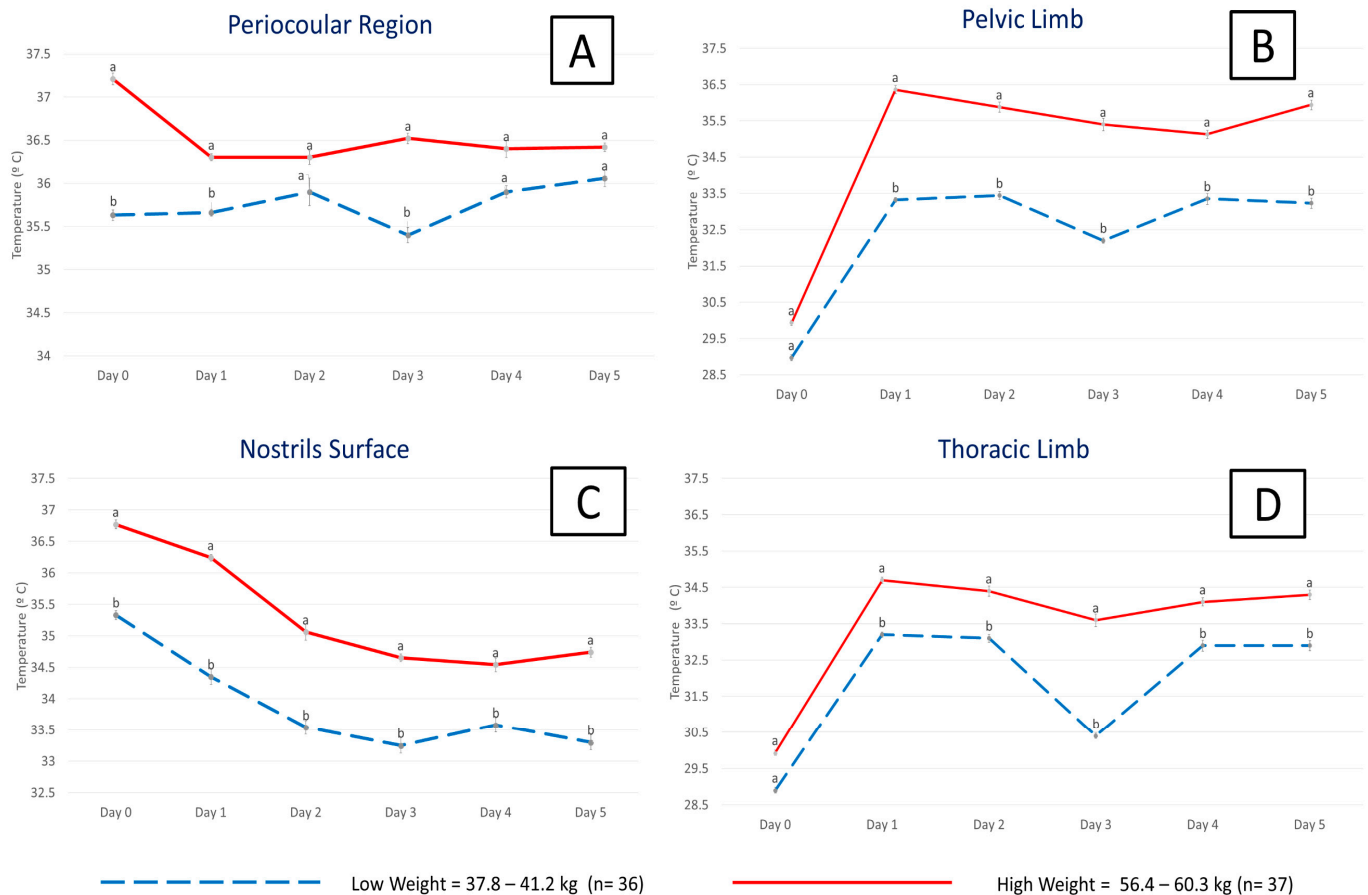 Periocoular Region
A
Temperature (º C)
37.5
37
36.5
36
35.5
35
34.5
34
a
a
a
a
a
a
b
b
a
b
a
a
Day 0 Day 1 Day 2 Day 3 Day 4 Day 5
Pelvic Limb
B
Temperature (º C)
37.5
36.5
35.5
34.5
33.5
32.5
31.5
30.5
29.5
28.5
a
a
a
a
a
a
a
b
b
b
b
b
Day 0 Day 1 Day 2 Day 3 Day 4 Day 5
Nostrils Surface
C
Temperature (º C)
37.5
37
36.5
36
35.5
35
34.5
34
33.5
33
32.5
a
a
a
a
a
a
b
b
b
b
b
b
Day 0 Day 1 Day 2 Day 3 Day 4 Day 5
Thoracic Limb
D
Temperature (º C)
37.5
36.5
35.5
34.5
33.5
32.5
31.5
30.5
29.5
28.5
a
a
a
a
a
a
a
b
b
b
b
b
Day 0 Day 1 Day 2 Day 3 Day 4 Day 5
Low Weight = 37.8 – 41.2 kg (n= 36)
High Weight = 56.4 – 60.3 kg (n= 37)